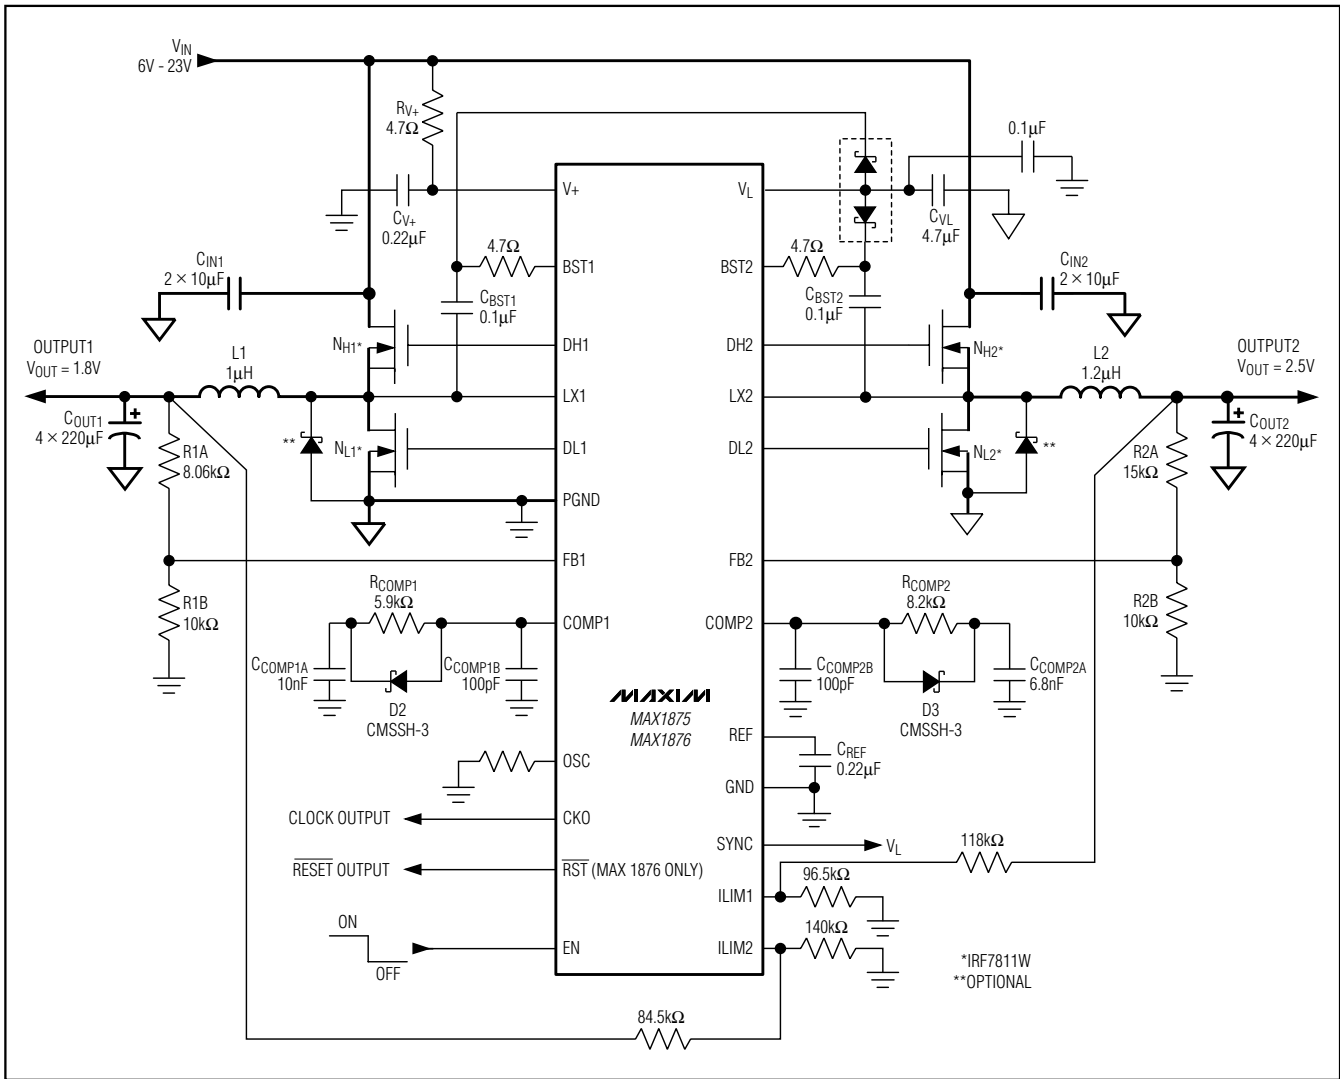 VIN
6V - 23V
RV+
4.7Ω
0.1µF
V+
VL
CV+
0.22µF
CVL
4.7µF
4.7Ω
BST1
BST2
4.7Ω
CIN1
2 × 10µF
CBST1
0.1µF
CBST2
0.1µF
CIN2
2 × 10µF
NH1*
DH1
DH2
NH2*
OUTPUT1
VOUT = 1.8V
L1
1µH
LX1
LX2
L2
1.2µH
OUTPUT2
VOUT = 2.5V
COUT1
4 × 220µF
R1A
8.06kΩ
**
NL1*
DL1
DL2
NL2*
**
R2A
15kΩ
COUT2
4 × 220µF
PGND
FB1
FB2
R1B
10kΩ
RCOMP1
5.9kΩ
COMP1
COMP2
RCOMP2
8.2kΩ
R2B
10kΩ
CCOMP1A
10nF
CCOMP1B
100pF
CCOMP2B
100pF
CCOMP2A
6.8nF
D2
CMSSH-3
MAXIM
MAX1875
MAX1876
D3
CMSSH-3
REF
CREF
0.22µF
OSC
GND
CLOCK OUTPUT
CKO
SYNC
VL
118kΩ
RESET OUTPUT
RST (MAX 1876 ONLY)
ILIM1
96.5kΩ
ON
OFF
EN
ILIM2
140kΩ
*IRF7811W
**OPTIONAL
84.5kΩ